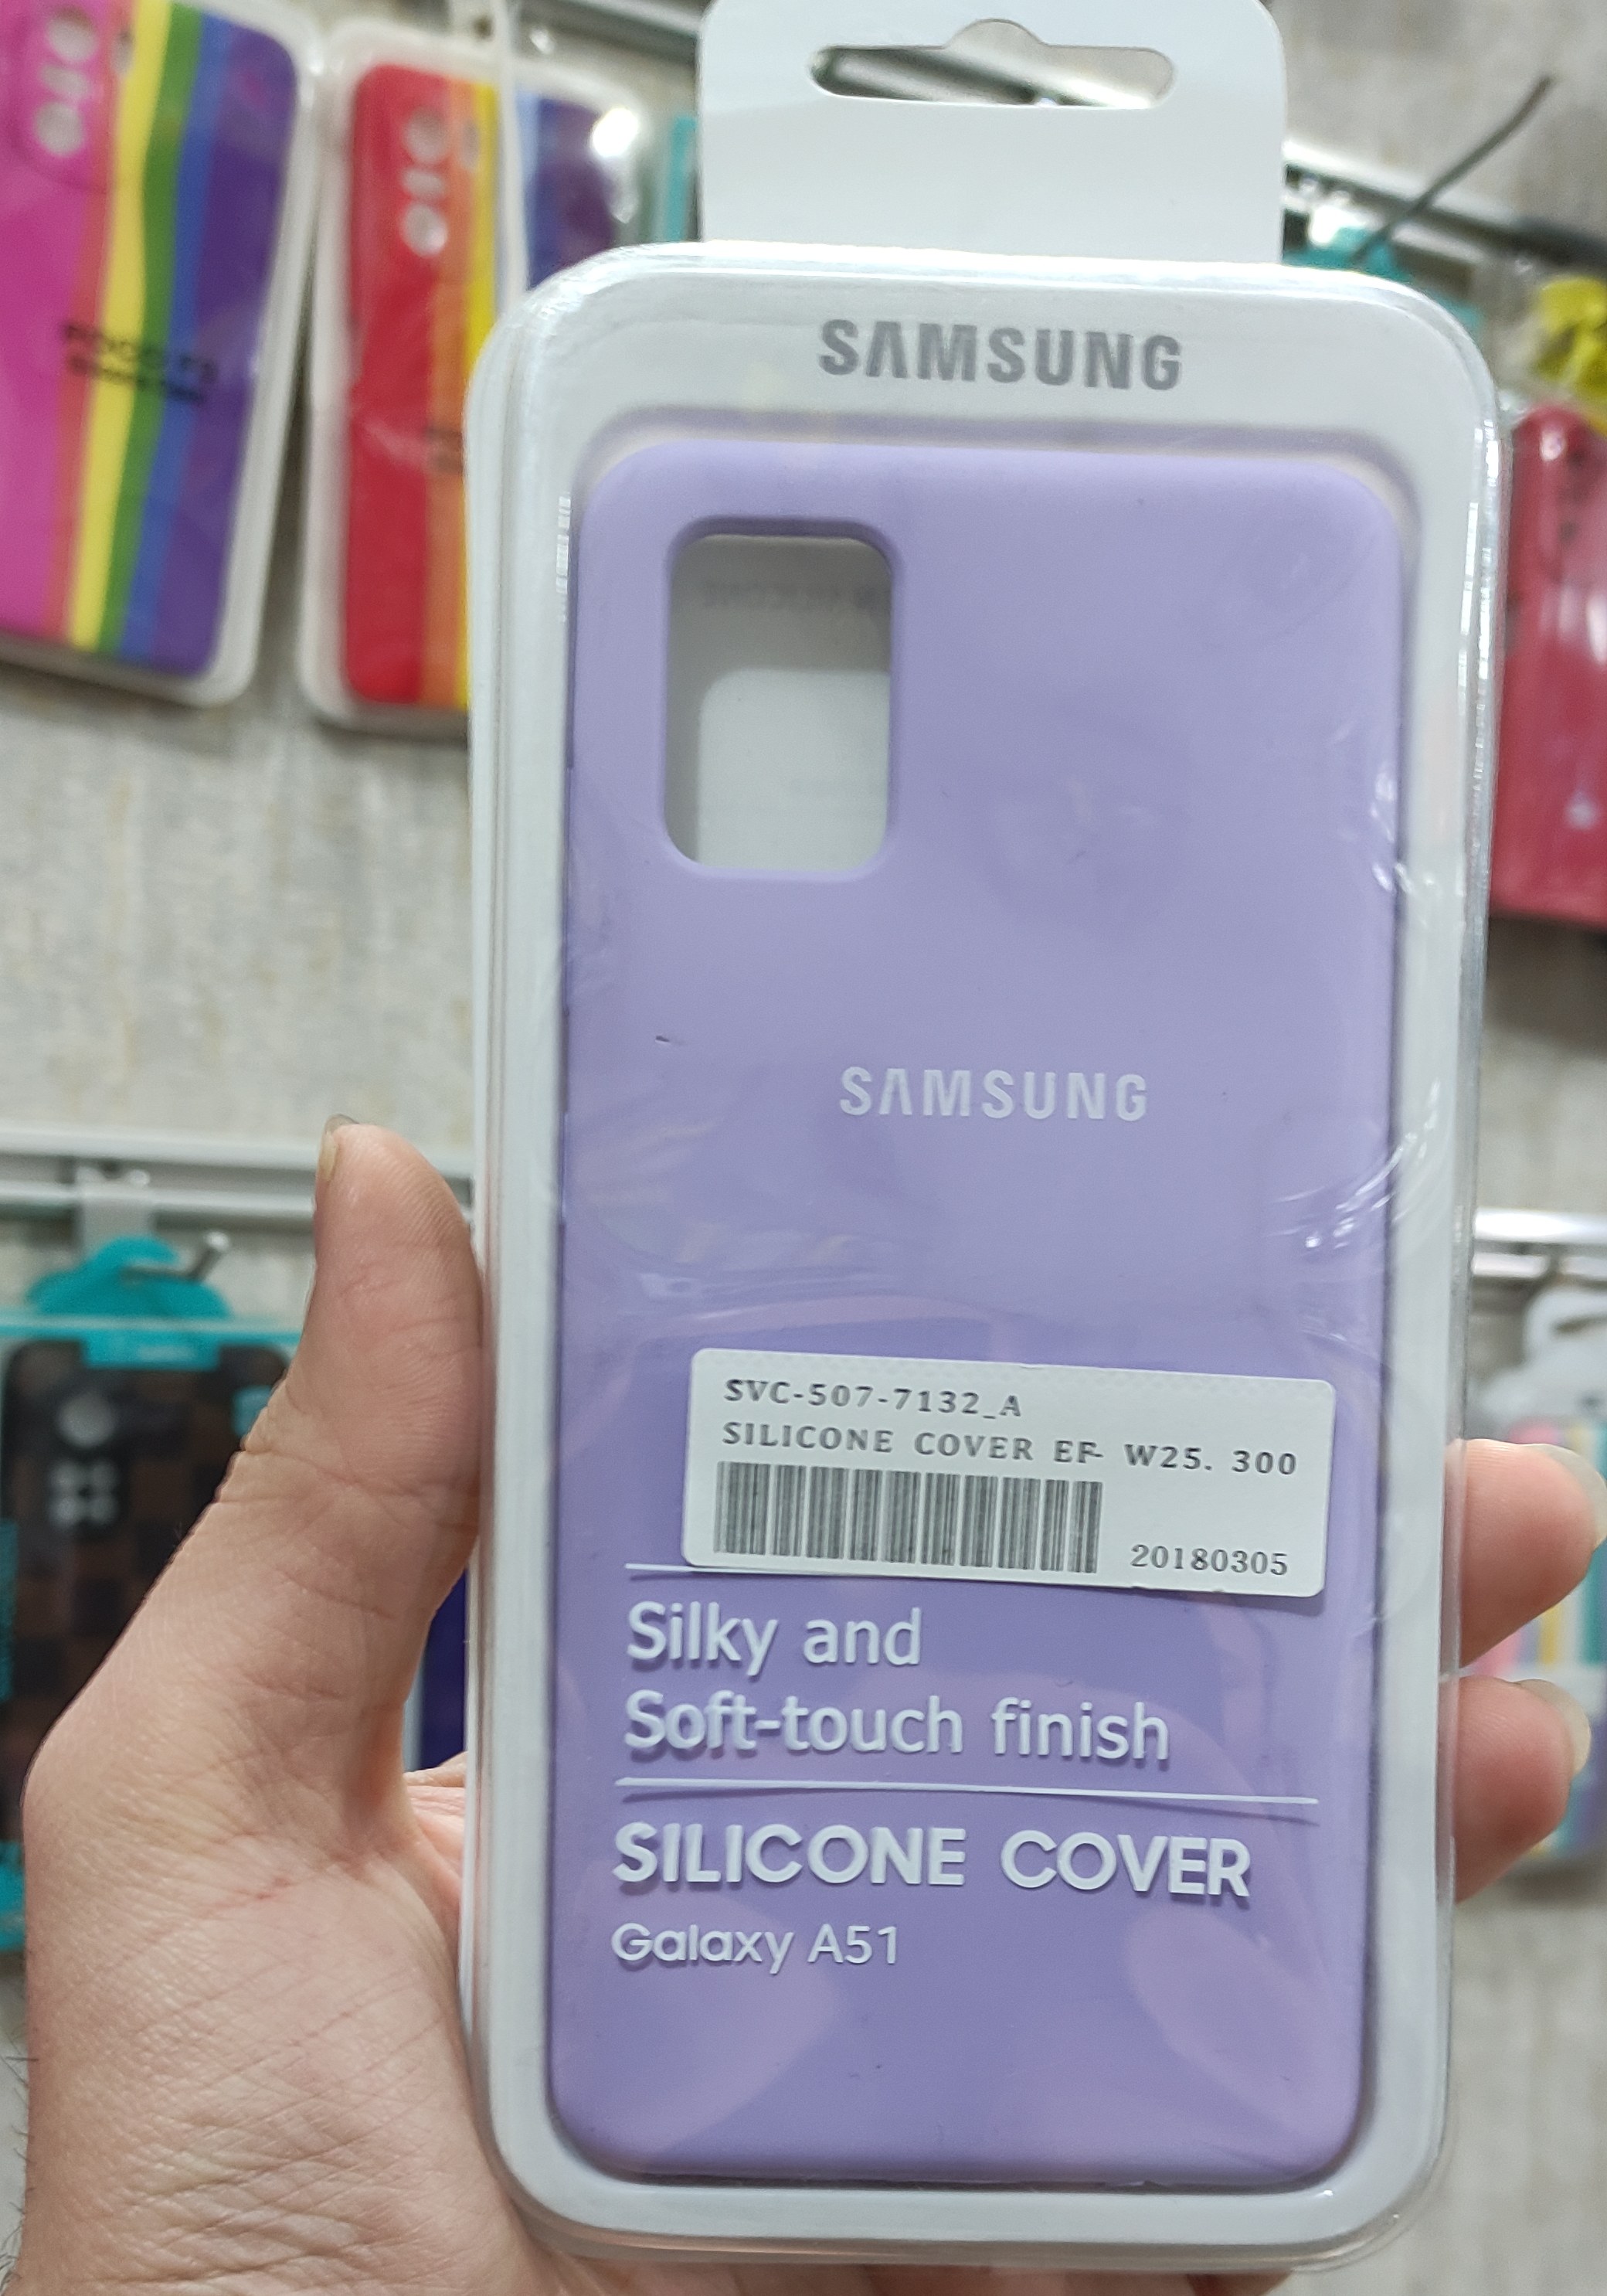 SAMSUNG
SAMSUNG
SVC-507-7132_A
SILICONE COVER EF- W25. 300
20180305
Silky and
Soft-touch finish
SILICONE COVER
Galaxy A51